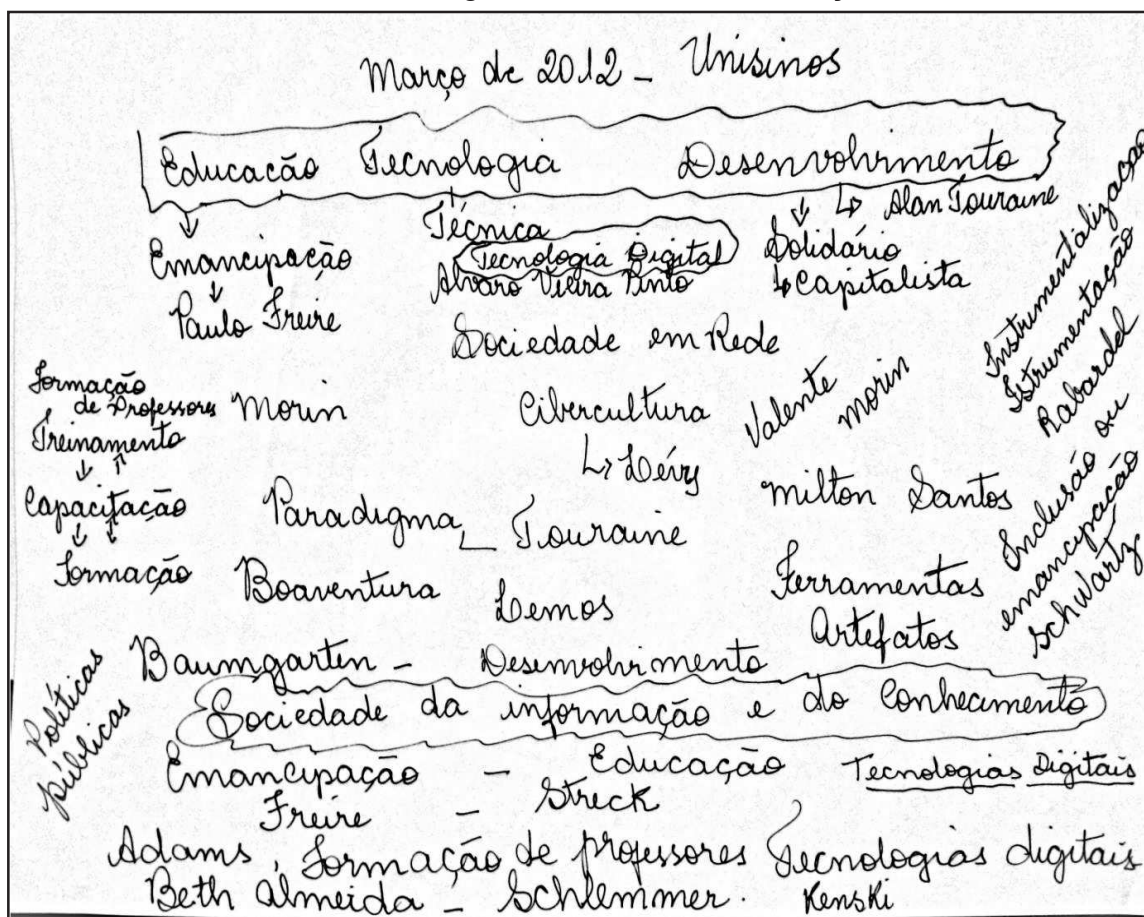 Março de 2012 - Unisinos
Educação Tecnologia Desenvolvimento
Técnica
↳ Alan Touraine
Emancipação
Tecnologia Digital
Solidário
Alvaro Vieira Pinto
↳ Capitalista
Paulo Freire
Sociedade em Rede
Instrumentalização
Istrumentação
Rabardel
Formação
de Professores
Treinamento
Capacitação
Formação
Morin
Cibercultura
↳ Lévy
Valente
morin
Milton Santos
Paradigma
Touraine
Inclusão ou
emancipação
Schwartz
Boaventura
Lemos
Ferramentas
Artefatos
Baumgarten - Desenvolvimento
Políticas
públicas
Sociedade da informação e do conhecimento
Emancipação - Educação Tecnologias Digitais
Freire - Streck
Adams, Formação de professores Tecnologias digitais
Beth Almeida - Schlemmer. Kenski